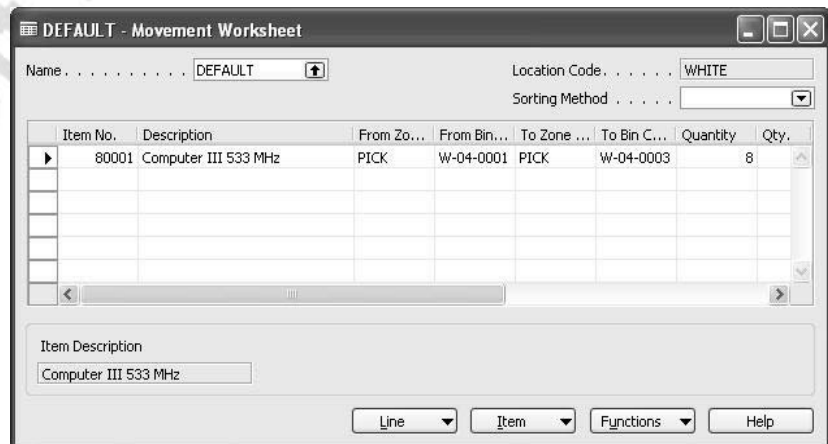 DEFAULT - Movement Worksheet
Name. . . . . . . . . . DEFAULT
Location Code. . . . . . WHITE
Sorting Method . . . . .
Item No. Description From Zo... From Bin... To Zone ... To Bin C... Quantity Qty.
80001 Computer III 533 MHz PICK W-04-0001 PICK W-04-0003 8
Item Description
Computer III 533 MHz
Line Item Functions Help